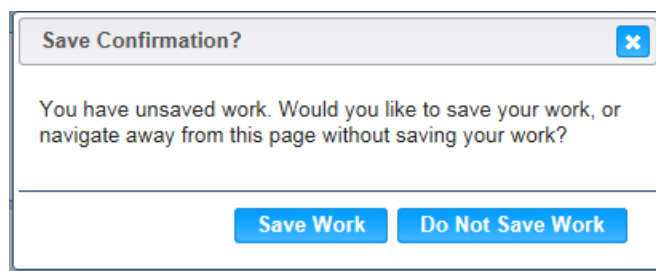 Save Confirmation?
You have unsaved work. Would you like to save your work, or
navigate away from this page without saving your work?
Save Work
Do Not Save Work